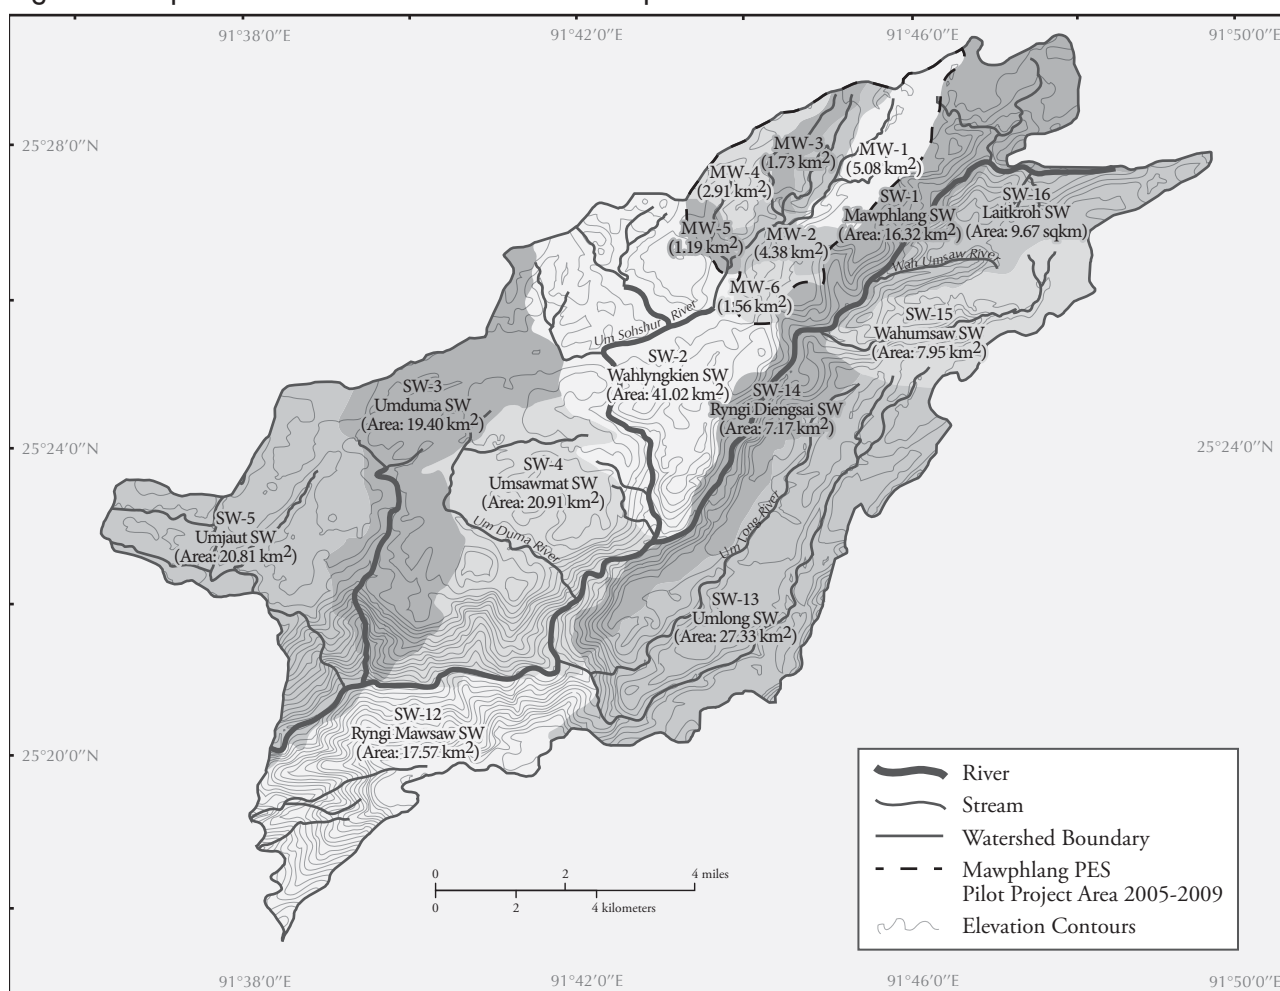 91°38'0"E
91°42'0"E
91°46'0"E
91°50'0"E
25°28'0"N
MW-3
(1.73 km2)
MW-1
(5.08 km2)
MW-4
(2.91 km2)
SW-1
Mawphlang SW
(Area: 16.32 km2)
SW-16
Laitkroh SW
(Area: 9.67 sqkm)
MW-5
(1.19 km2)
MW-2
(4.38 km2)
Wah Umsaw River
MW-6
(1.56 km2)
Um Sohshur River
SW-15
Wahumsaw SW
(Area: 7.95 km2)
SW-2
Wahlyngkien SW
(Area: 41.02 km2)
SW-3
Umduma SW
(Area: 19.40 km2)
SW-14
Ryngi Diengsai SW
(Area: 7.17 km2)
25°24'0"N
25°24'0"N
SW-4
Umsawmat SW
(Area: 20.91 km2)
SW-5
Umjaut SW
(Area: 20.81 km2)
Um Duma River
Um Long River
SW-13
Umlong SW
(Area: 27.33 km2)
SW-12
Ryngi Mawsaw SW
(Area: 17.57 km2)
25°20'0"N
River
Stream
Watershed Boundary
Mawphlang PES
Pilot Project Area 2005-2009
Elevation Contours
0 2 4 miles
0 2 4 kilometers
91°38'0"E
91°42'0"E
91°46'0"E
91°50'0"E